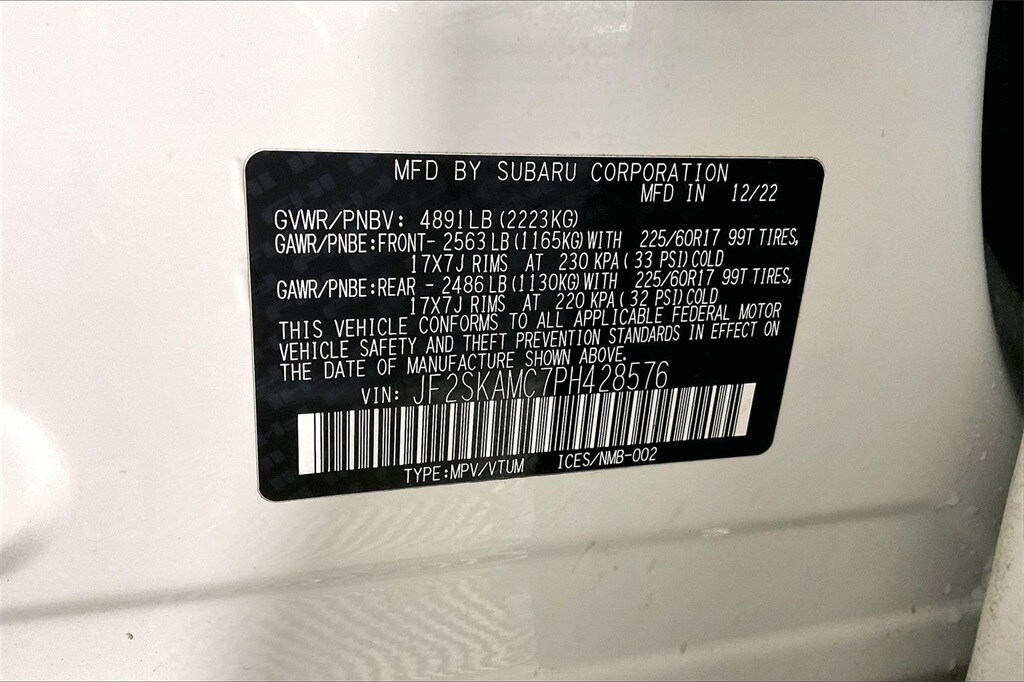 MFD BY SUBARU CORPORATION
MFD IN 12/22
GVWR/PNBV: 4891LB (2223KG)
GAWR/PNBE:FRONT- 2563 LB (1165KG) WITH 225/60R17 99T TIRES,
17X7J RIMS AT 230 KPA ( 33 PSI) COLD
GAWR/PNBE:REAR - 2486 LB (1130KG) WITH 225/60R17 99T TIRES,
17X7J RIMS AT 220 KPA ( 32 PSI) COLD
THIS VEHICLE CONFORMS TO ALL APPLICABLE FEDERAL MOTOR
VEHICLE SAFETY AND THEFT PREVENTION STANDARDS IN EFFECT ON
THE DATE OF MANUFACTURE SHOWN ABOVE.
VIN: JF2SKAMC7PH428576
TYPE:MPV/VTUM ICES/NMB-002